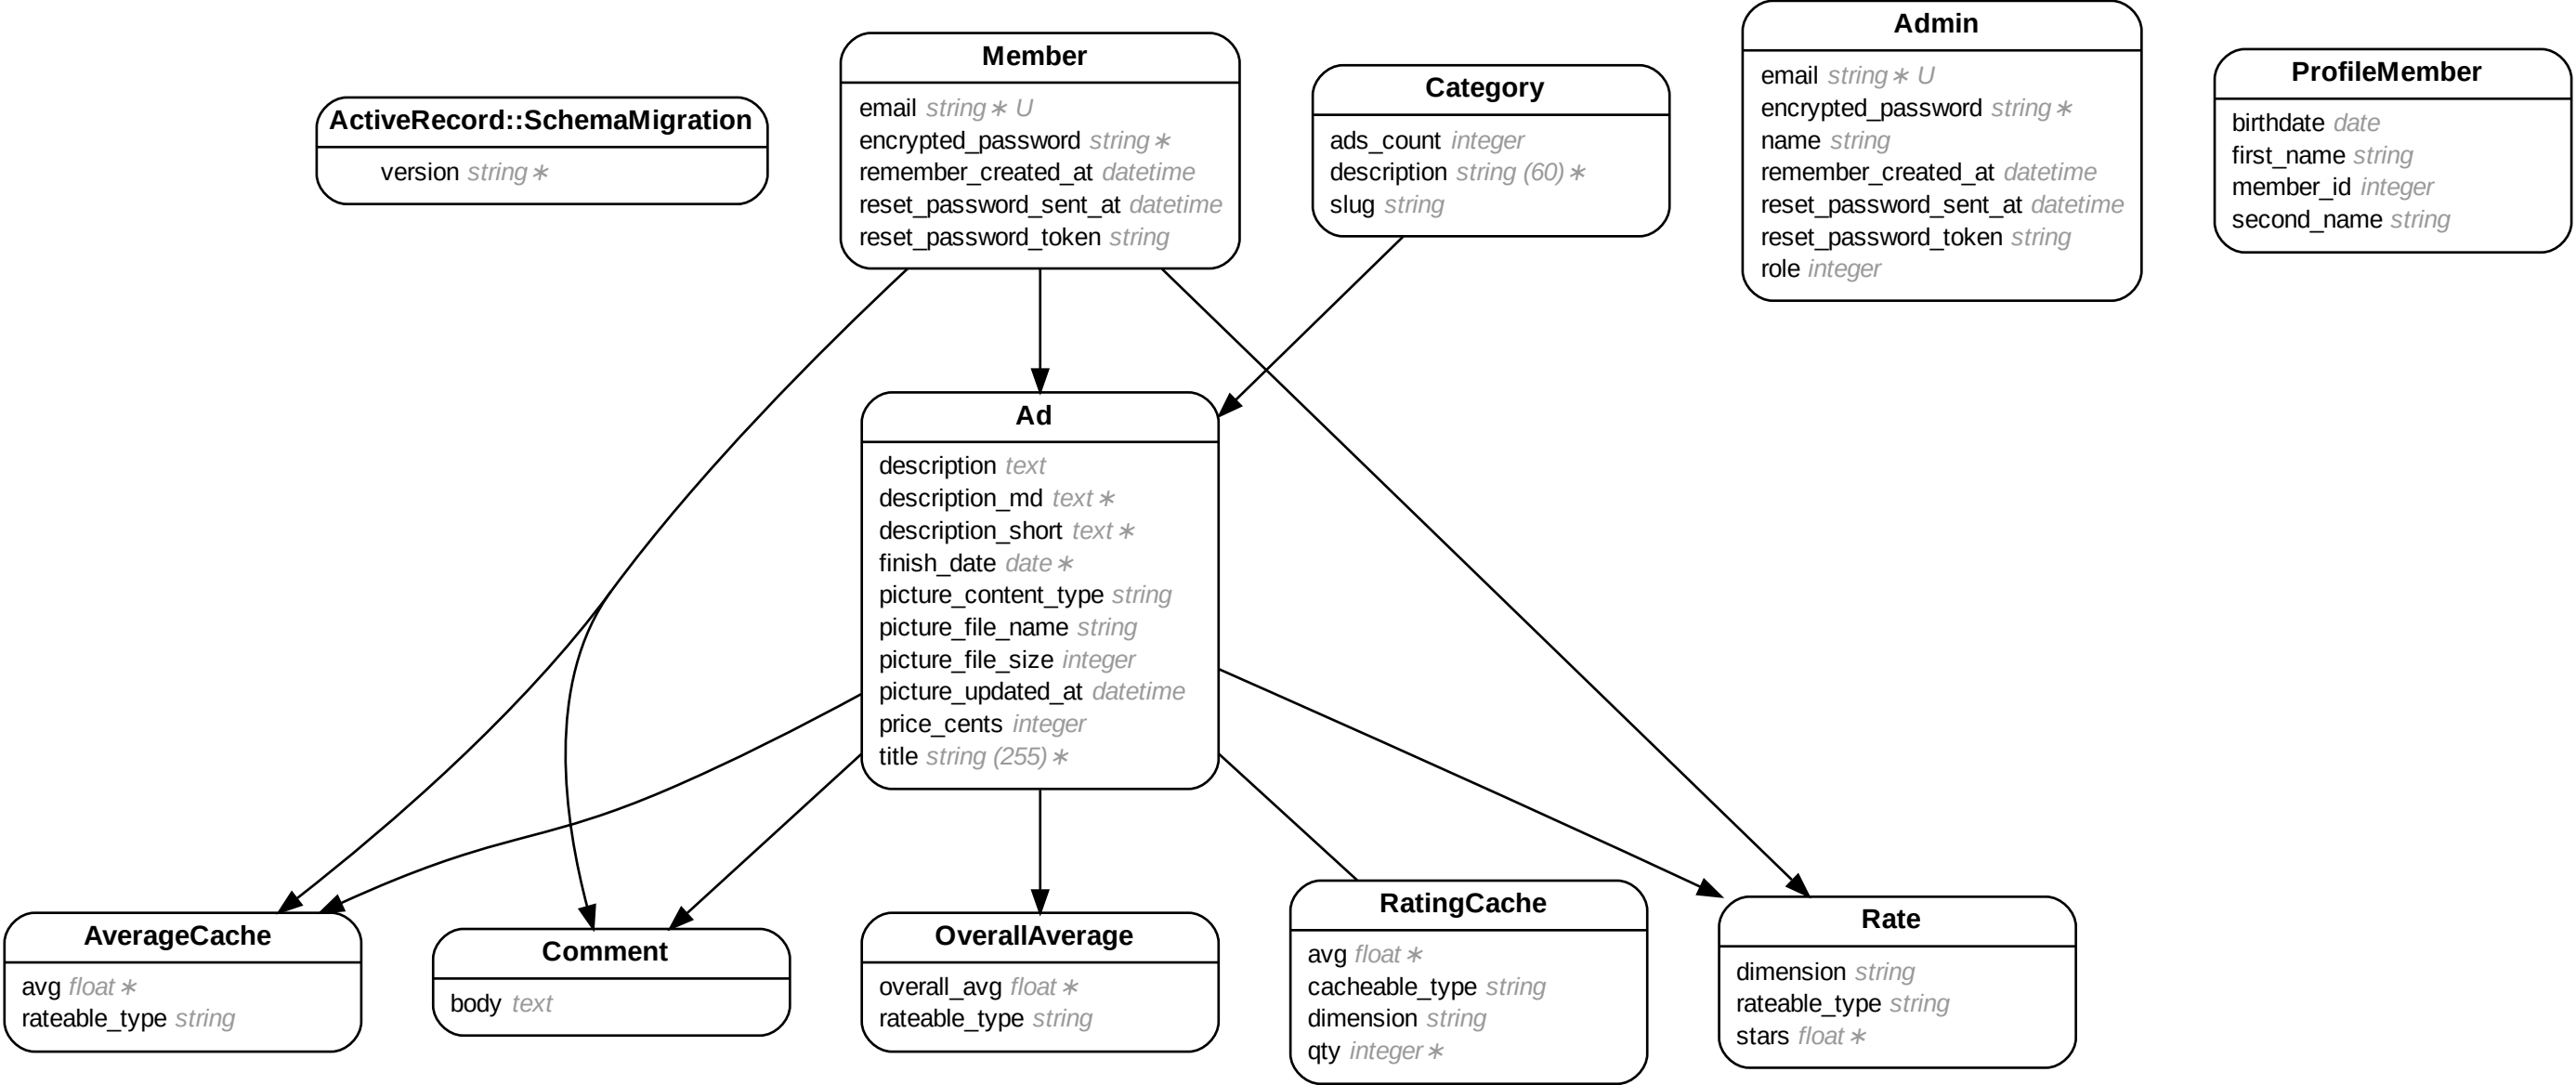 ActiveRecord::SchemaMigration
version string∗
Member
email string∗ U
encrypted_password string∗
remember_created_at datetime
reset_password_sent_at datetime
reset_password_token string
Category
ads_count integer
description string (60)∗
slug string
Admin
email string∗ U
encrypted_password string∗
name string
remember_created_at datetime
reset_password_sent_at datetime
reset_password_token string
role integer
ProfileMember
birthdate date
first_name string
member_id integer
second_name string
Ad
description text
description_md text∗
description_short text∗
finish_date date∗
picture_content_type string
picture_file_name string
picture_file_size integer
picture_updated_at datetime
price_cents integer
title string (255)∗
AverageCache
avg float∗
rateable_type string
Comment
body text
OverallAverage
overall_avg float∗
rateable_type string
RatingCache
avg float∗
cacheable_type string
dimension string
qty integer∗
Rate
dimension string
rateable_type string
stars float∗